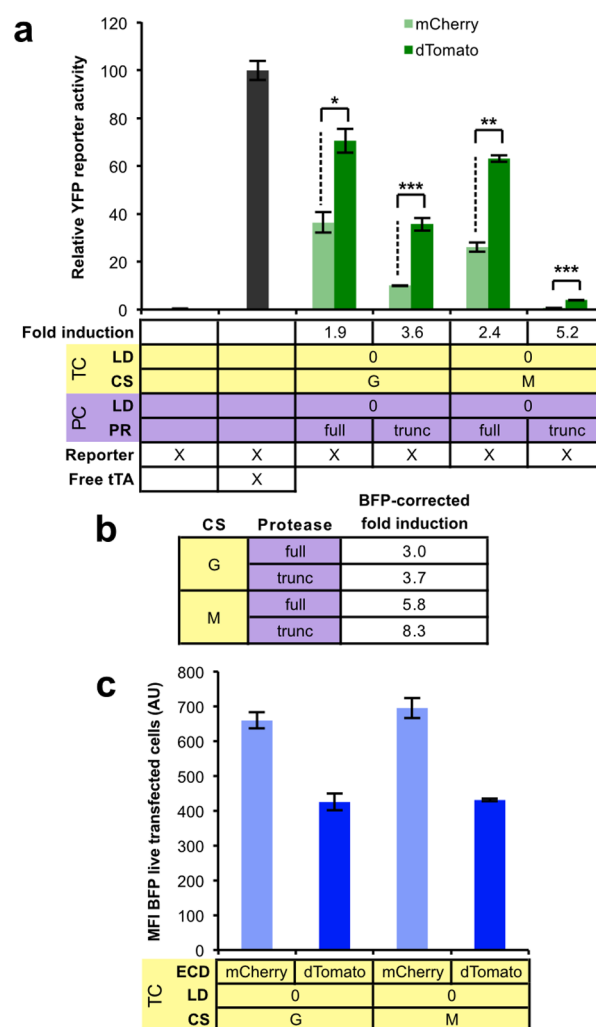 a
mCherry
dTomato
Relative YFP reporter activity
120
100
80
60
40
20
0
* *** ** ***
Fold induction 1.9 3.6 2.4 5.2
TC
LD 0 0
CS G M
PC
LD 0 0
PR full trunc full trunc
Reporter X X X X X X
Free tTA X
b
CS Protease BFP-corrected
fold induction
G full 3.0
trunc 3.7
M full 5.8
trunc 8.3
c
MFI BFP live transfected cells (AU)
800
700
600
500
400
300
200
100
0
TC
ECD mCherry dTomato mCherry dTomato
LD 0 0
CS G M